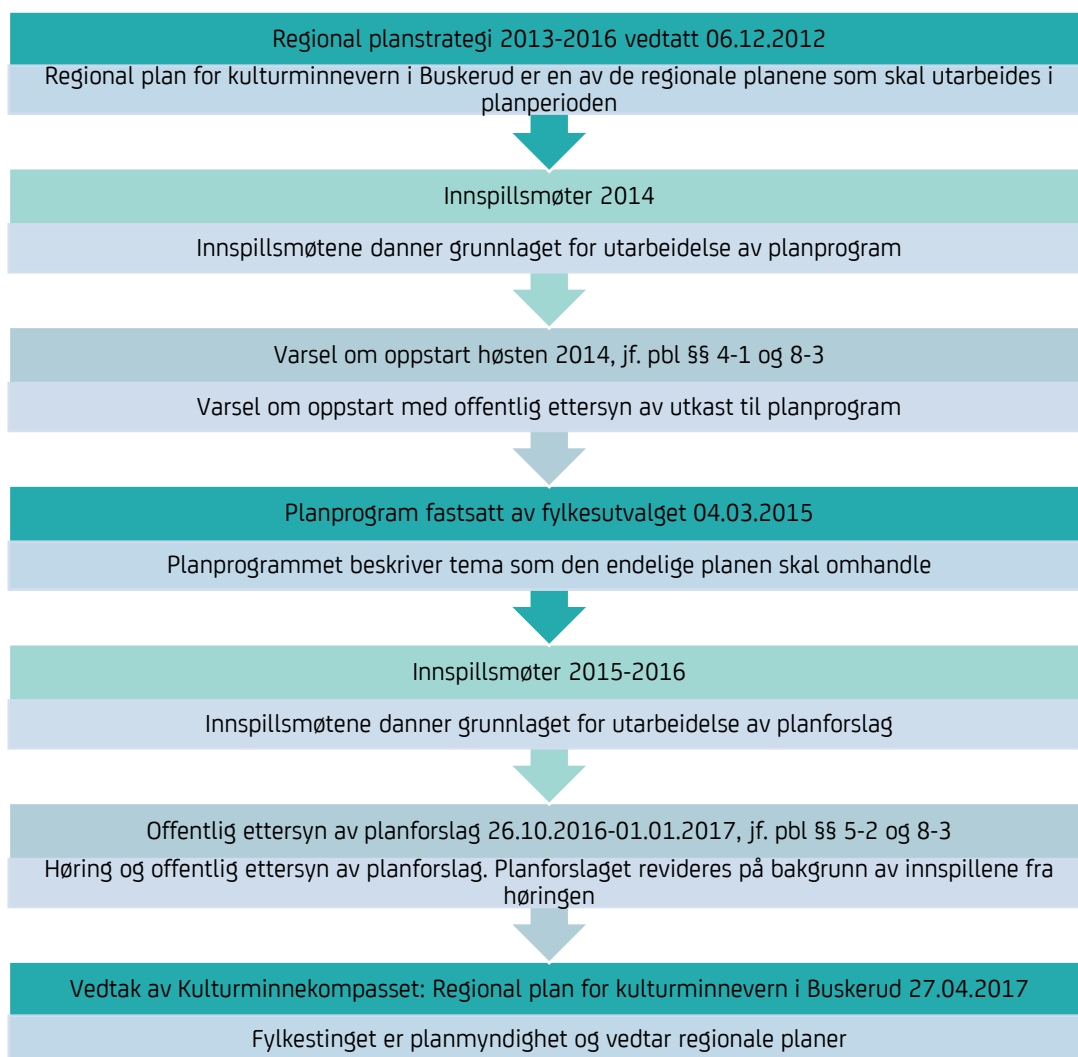 Regional planstrategi 2013-2016 vedtatt 06.12.2012
Regional plan for kulturminnevern i Buskerud er en av de regionale planene som skal utarbeides i
planperioden
Innspillsmøter 2014
Innspillsmøtene danner grunnlaget for utarbeidelse av planprogram
Varsel om oppstart høsten 2014, jf. pbl §§ 4-1 og 8-3
Varsel om oppstart med offentlig ettersyn av utkast til planprogram
Planprogram fastsatt av fylkesutvalget 04.03.2015
Planprogrammet beskriver tema som den endelige planen skal omhandle
Innspillsmøter 2015-2016
Innspillsmøtene danner grunnlaget for utarbeidelse av planforslag
Offentlig ettersyn av planforslag 26.10.2016-01.01.2017, jf. pbl §§ 5-2 og 8-3
Høring og offentlig ettersyn av planforslag. Planforslaget revideres på bakgrunn av innspillene fra
høringen
Vedtak av Kulturminnekompasset: Regional plan for kulturminnevern i Buskerud 27.04.2017
Fylkestinget er planmyndighet og vedtar regionale planer